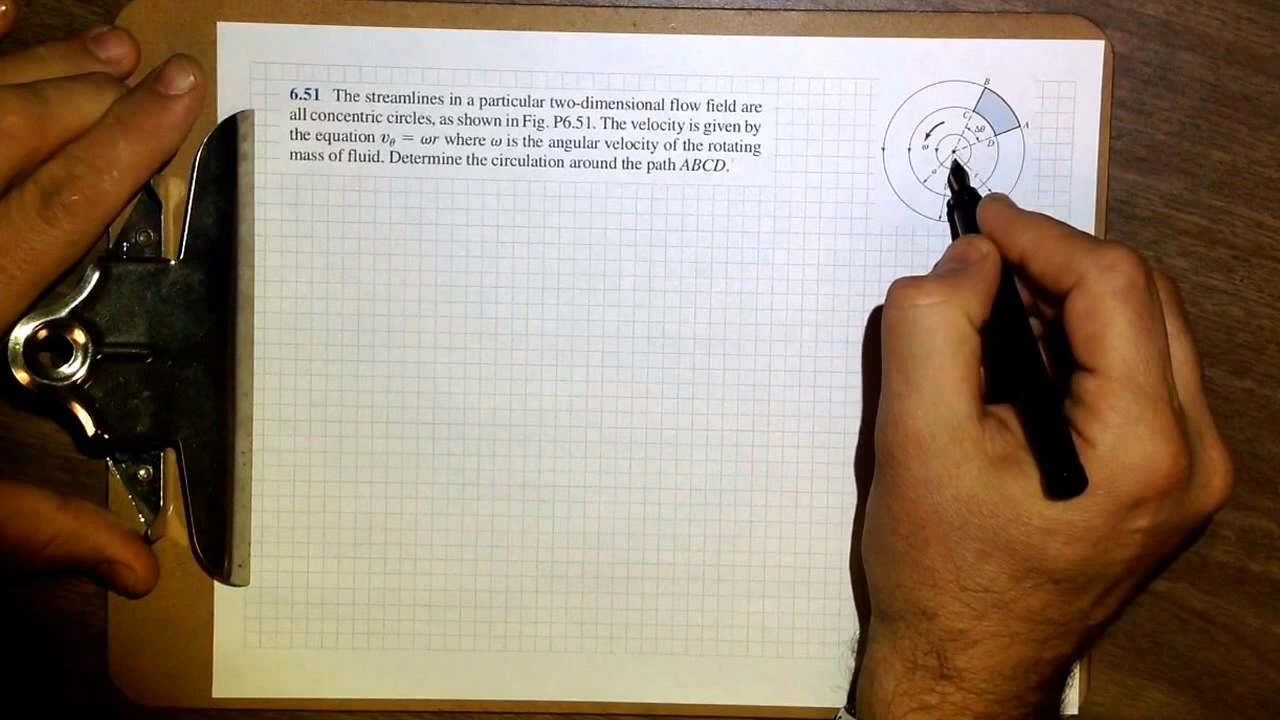 6.51 The streamlines in a particular two-dimensional flow field are
all concentric circles, as shown in Fig. P6.51. The velocity is given by
the equation vθ = ωr where ω is the angular velocity of the rotating
mass of fluid. Determine the circulation around the path ABCD.
B
C
Δθ
A
D
ω
a